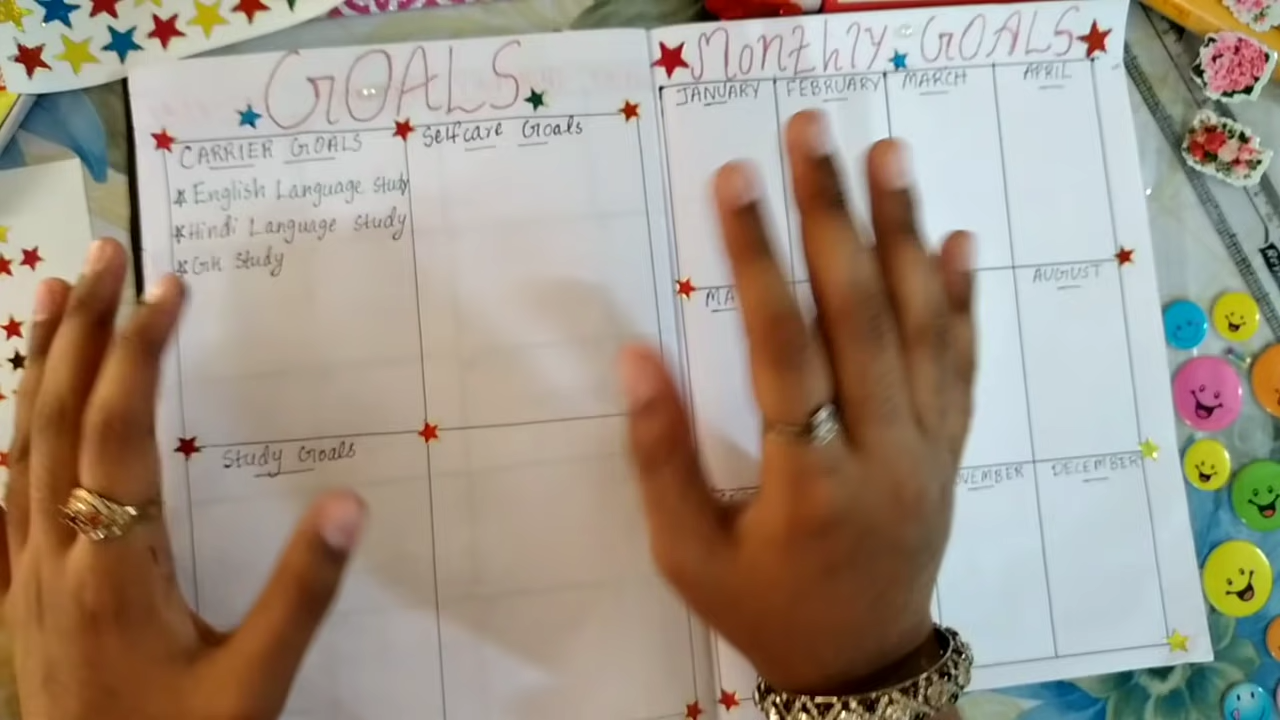 GOALS
CARRIER GOALS
English Language study
Hindi Language study
GK study
Selfcare Goals
Study Goals
Monthly GOALS
JANUARY
FEBRUARY
MARCH
APRIL
AUGUST
DECEMBER